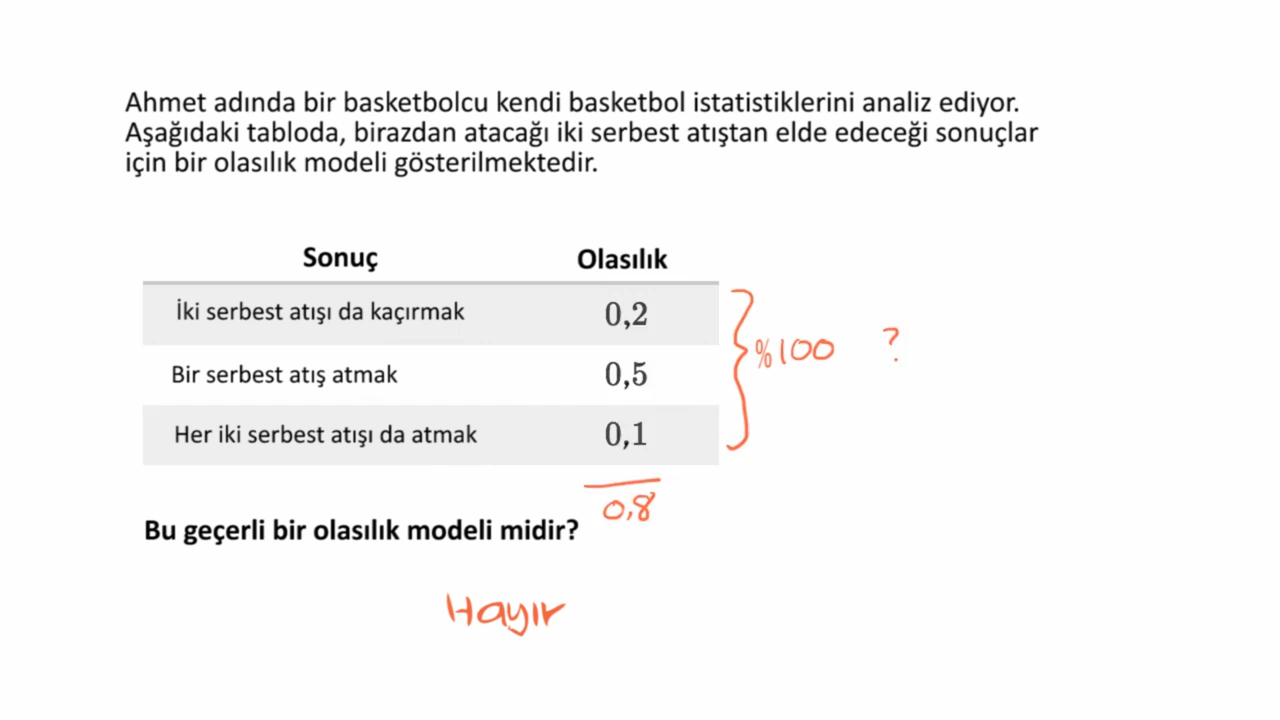 Ahmet adında bir basketbolcu kendi basketbol istatistiklerini analiz ediyor.
Aşağıdaki tabloda, birazdan atacağı iki serbest atıştan elde edeceği sonuçlar
için bir olasılık modeli gösterilmektedir.
Sonuç Olasılık
İki serbest atışı da kaçırmak 0,2
%100 ?
Bir serbest atış atmak 0,5
Her iki serbest atışı da atmak 0,1
0,8
Bu geçerli bir olasılık modeli midir?
Hayır